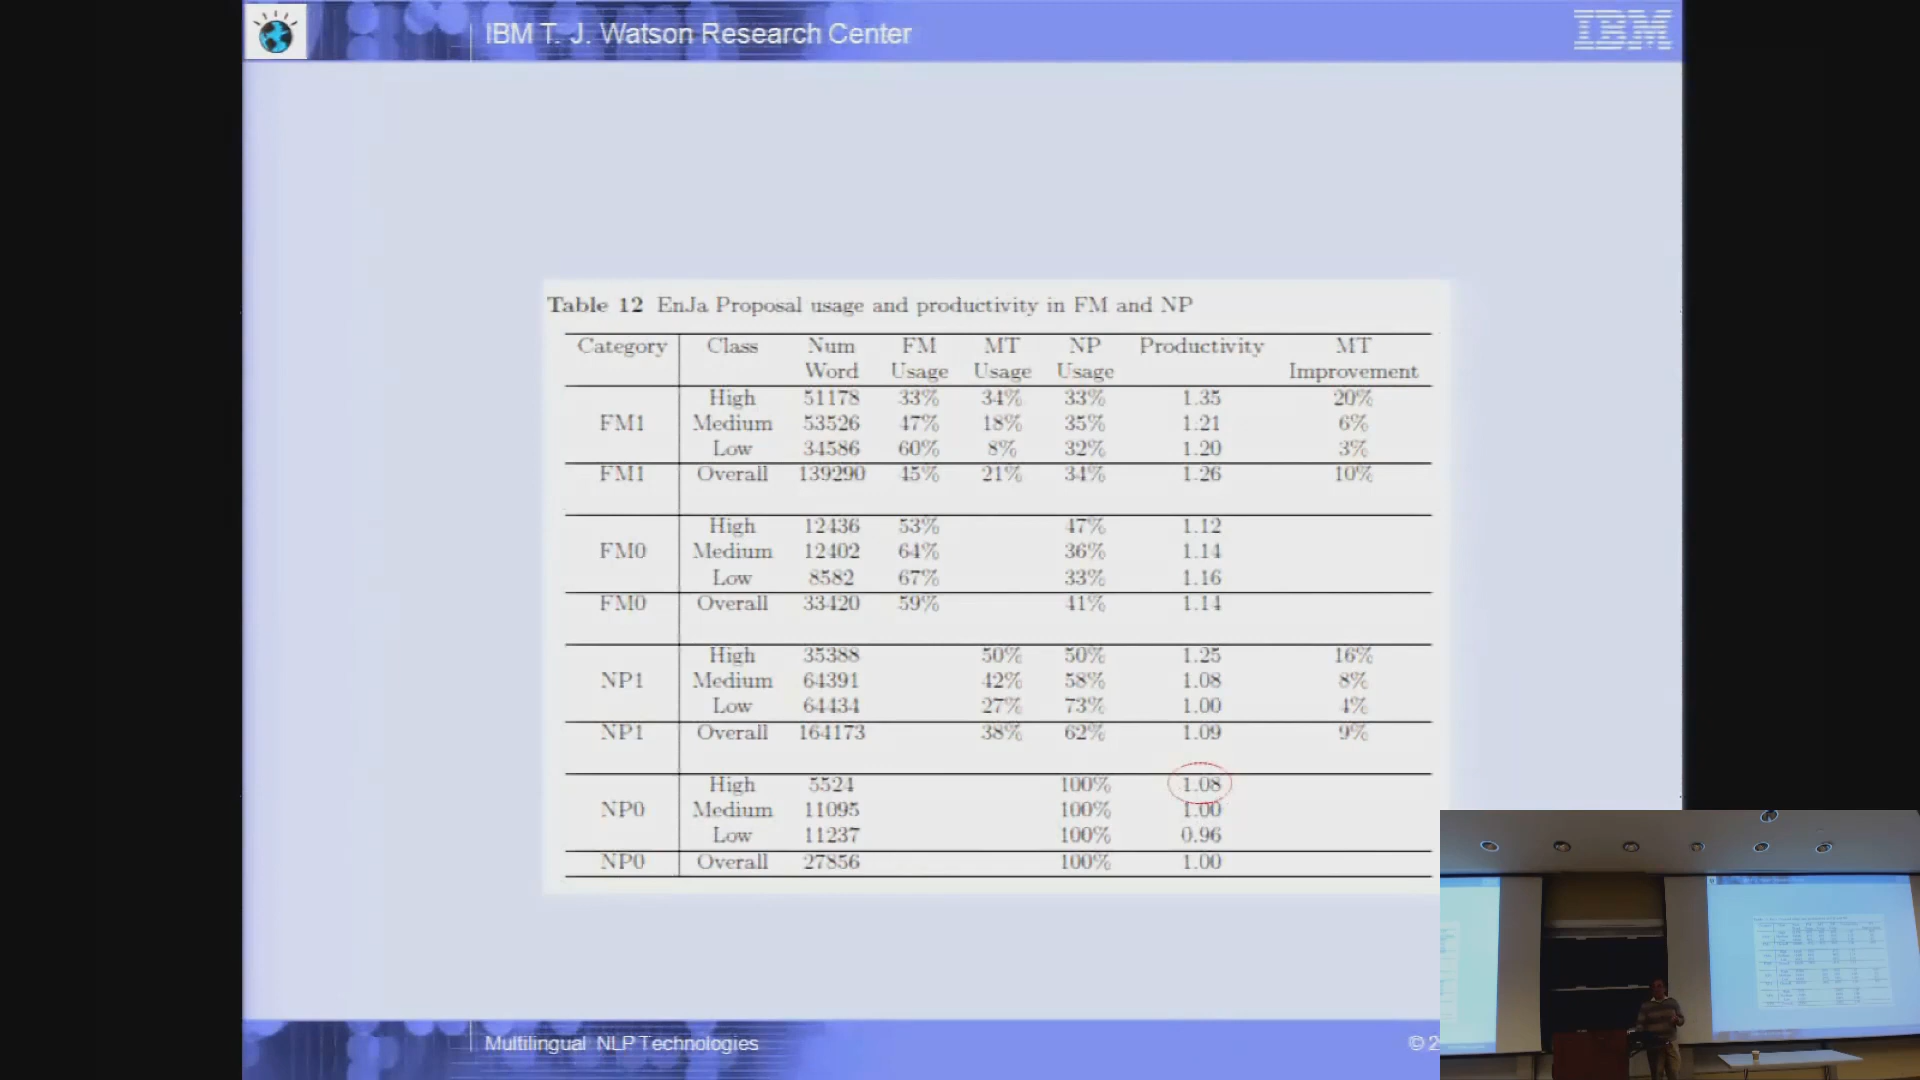 IBM T. J. Watson Research Center
IBM
Table 12 EnJa Proposal usage and productivity in FM and NP
Category Class Num Word FM Usage MT Usage NP Usage Productivity MT Improvement
High 51178 33% 34% 33% 1.35 20%
FM1 Medium 53526 47% 18% 35% 1.21 6%
Low 34586 60% 8% 32% 1.20 3%
FM1 Overall 139290 45% 21% 34% 1.26 10%
High 12436 53% 47% 1.12
FM0 Medium 12402 64% 36% 1.14
Low 8582 67% 33% 1.16
FM0 Overall 33420 59% 41% 1.14
High 35388 50% 50% 1.25 16%
NP1 Medium 64391 42% 58% 1.08 8%
Low 64434 27% 73% 1.00 4%
NP1 Overall 164173 38% 62% 1.09 9%
High 5524 100% 1.08
NP0 Medium 11095 100% 1.00
Low 11237 100% 0.96
NP0 Overall 27856 100% 1.00
Multilingual NLP Technologies
© 2